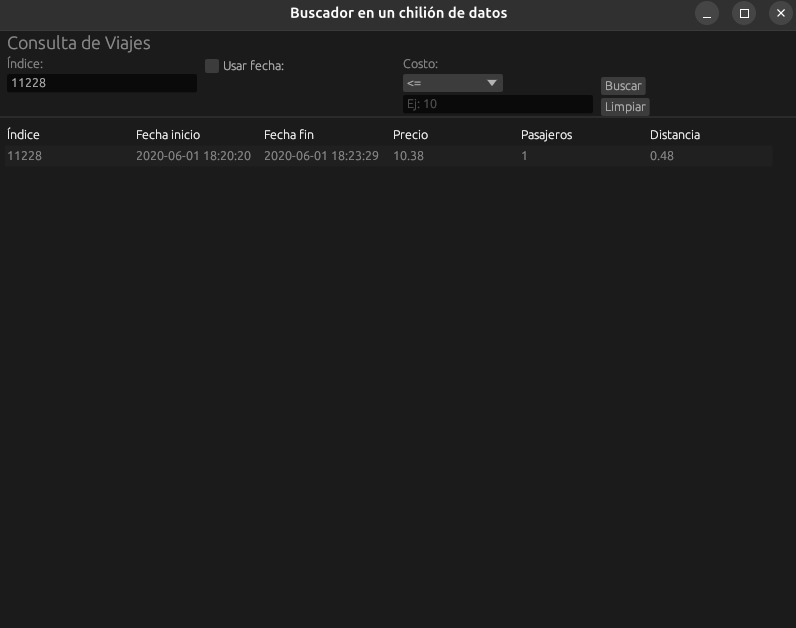 Buscador en un chilión de datos
Consulta de Viajes
Índice:
11228
Usar fecha:
Costo:
<=
Ej: 10
Buscar
Limpiar
Índice Fecha inicio Fecha fin Precio Pasajeros Distancia
11228 2020-06-01 18:20:20 2020-06-01 18:23:29 10.38 1 0.48